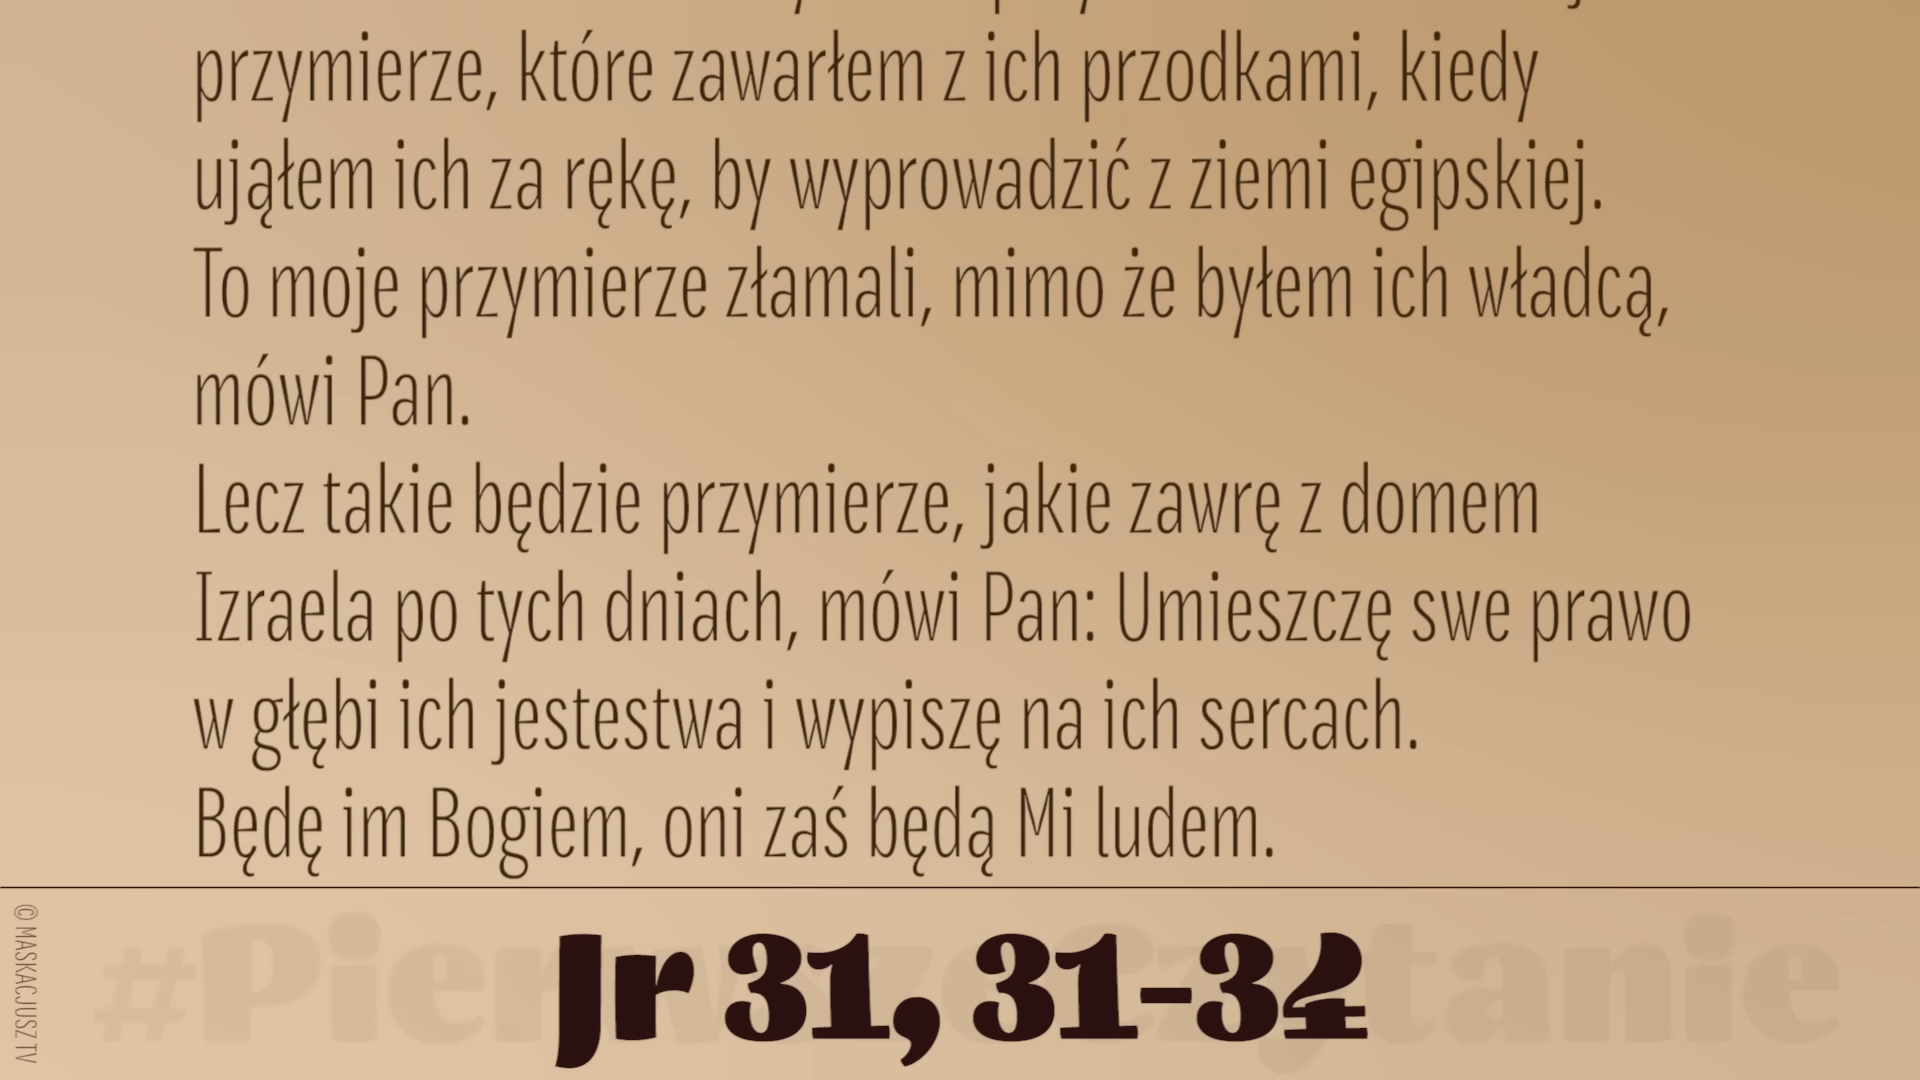 przymierze, które zawarłem z ich przodkami, kiedy
ująłem ich za rękę, by wyprowadzić z ziemi egipskiej.
To moje przymierze złamali, mimo że byłem ich władcą,
mówi Pan.
Lecz takie będzie przymierze, jakie zawrę z domem
Izraela po tych dniach, mówi Pan: Umieszczę swe prawo
w głębi ich jestestwa i wypiszę na ich sercach.
Będę im Bogiem, oni zaś będą Mi ludem.
#PierwszeCzytanie
Jr 31, 31-34
© MASKACJUSZ TV